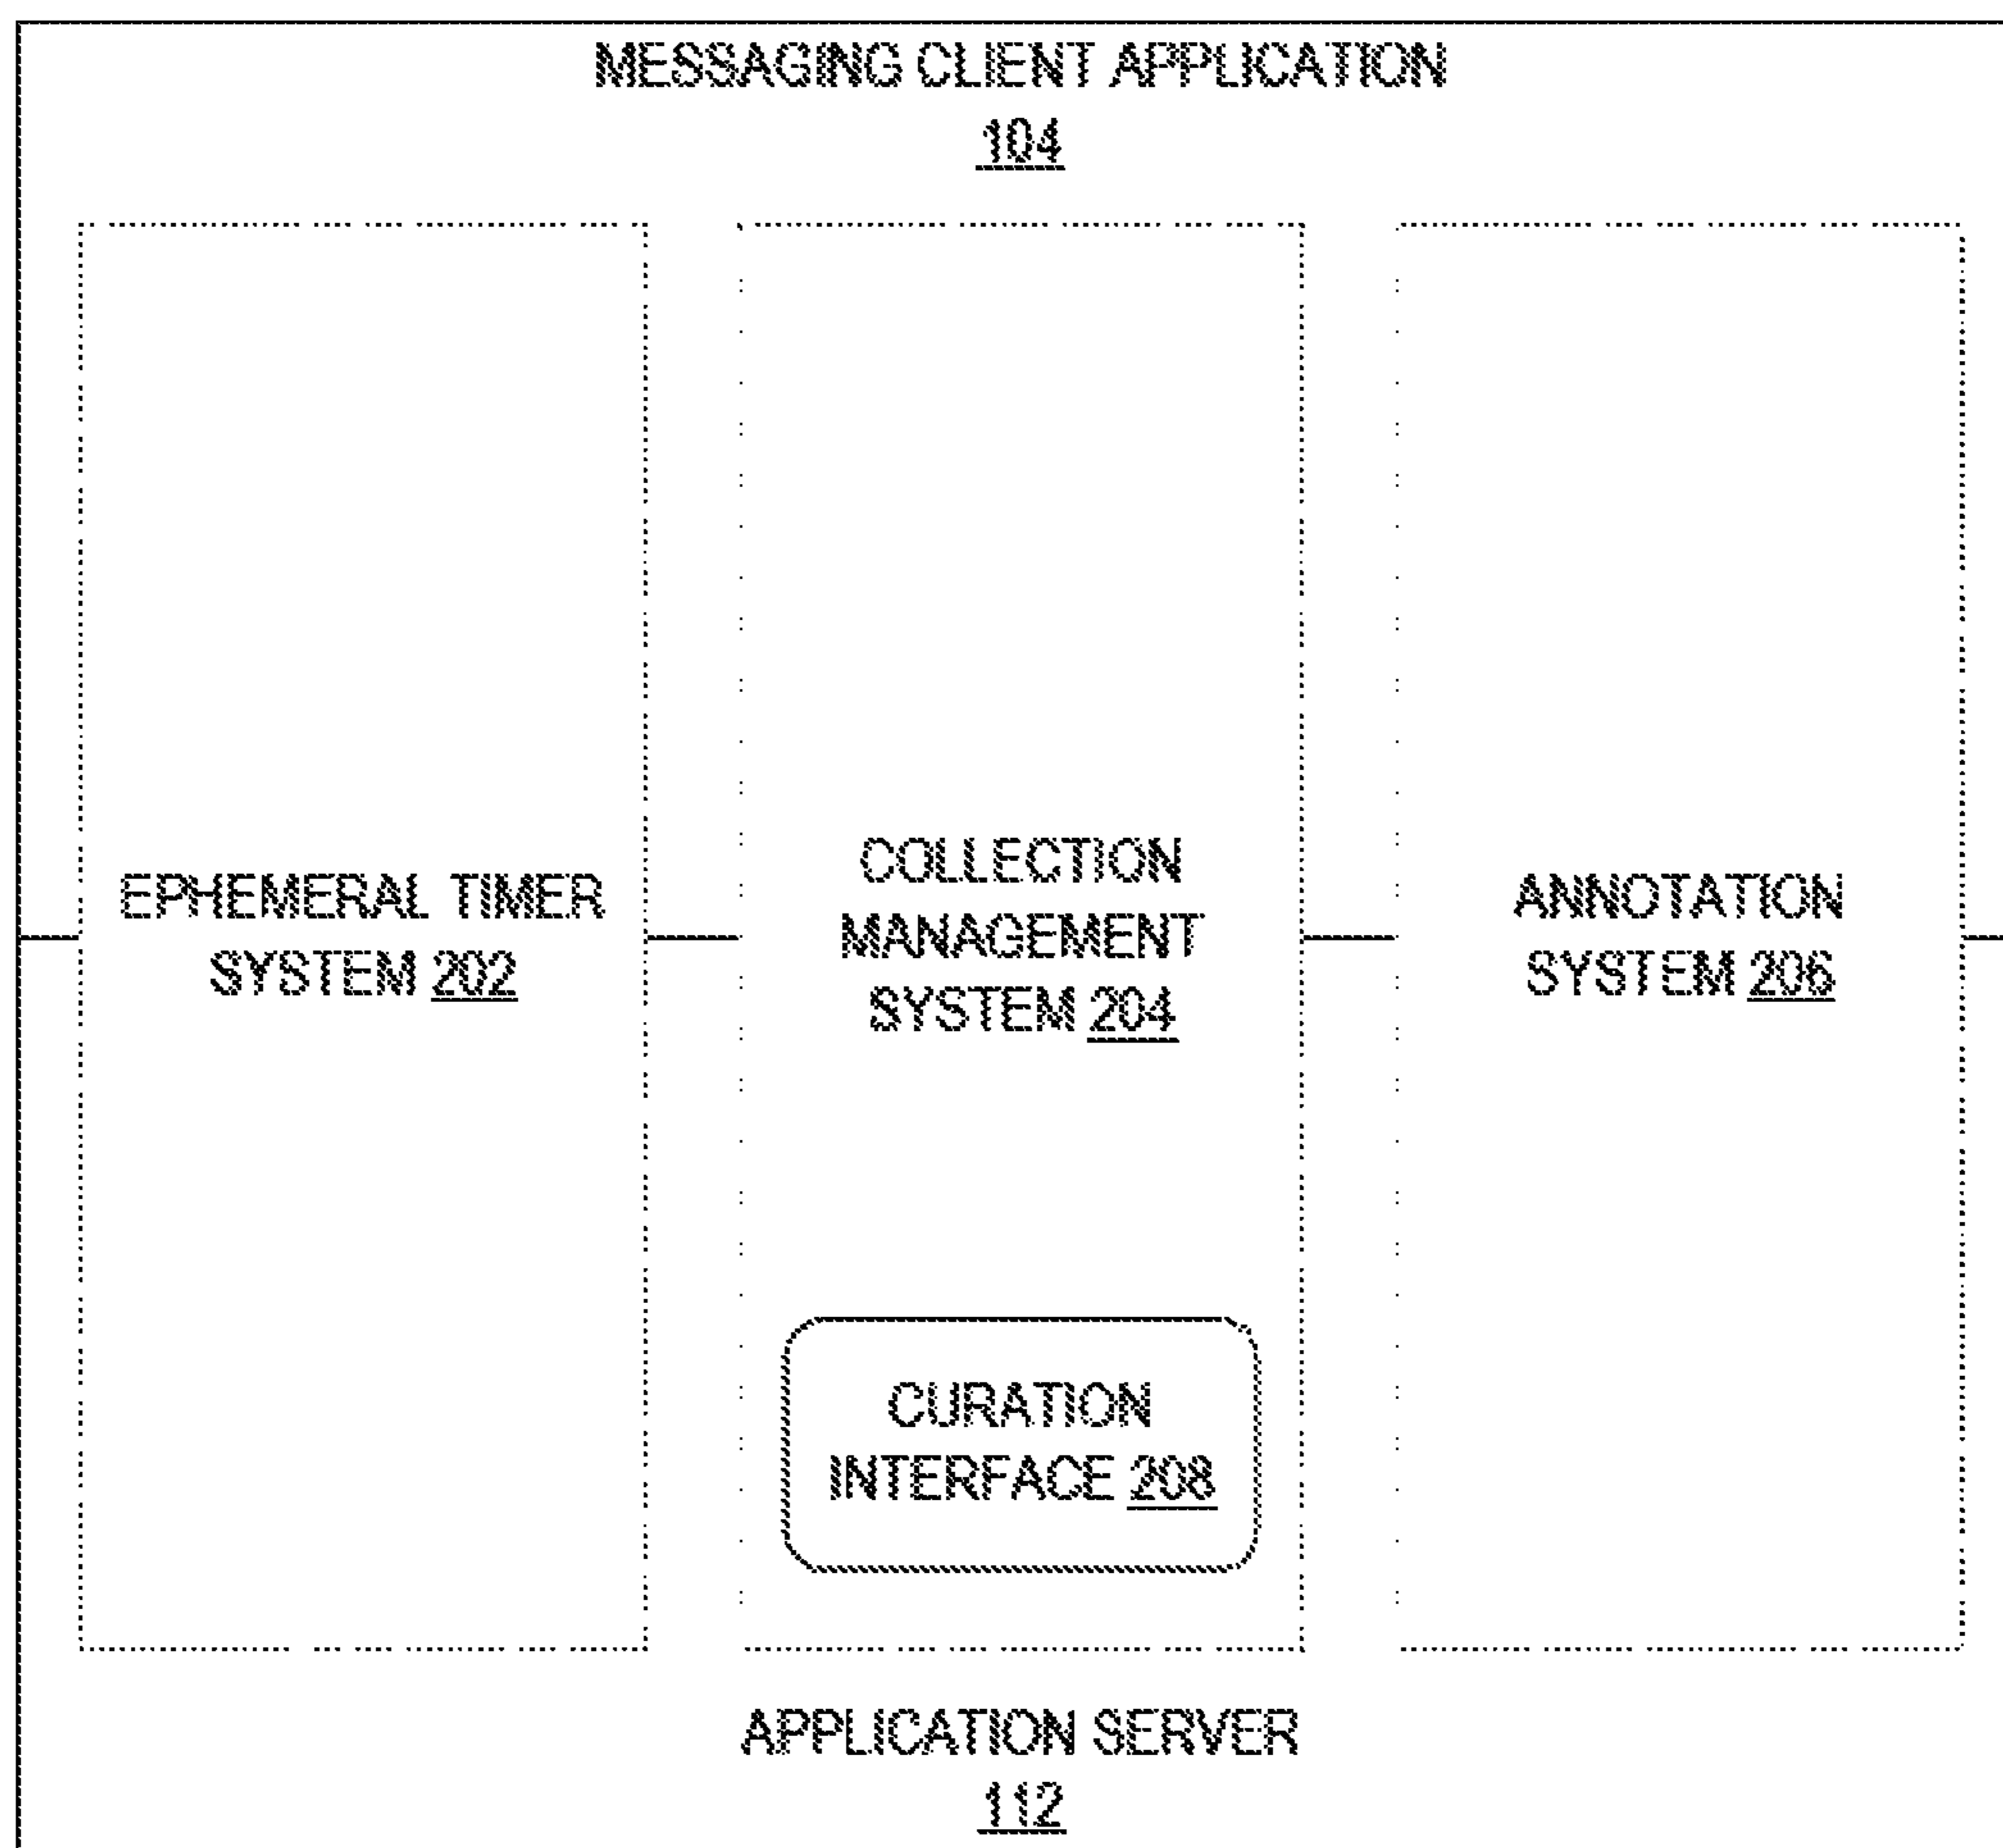 MESSAGING CLIENT APPLICATION
104
EPHEMERAL TIMER
SYSTEM 202
COLLECTION
MANAGEMENT
SYSTEM 204
ANNOTATION
SYSTEM 206
CURATION
INTERFACE 208
APPLICATION SERVER
112